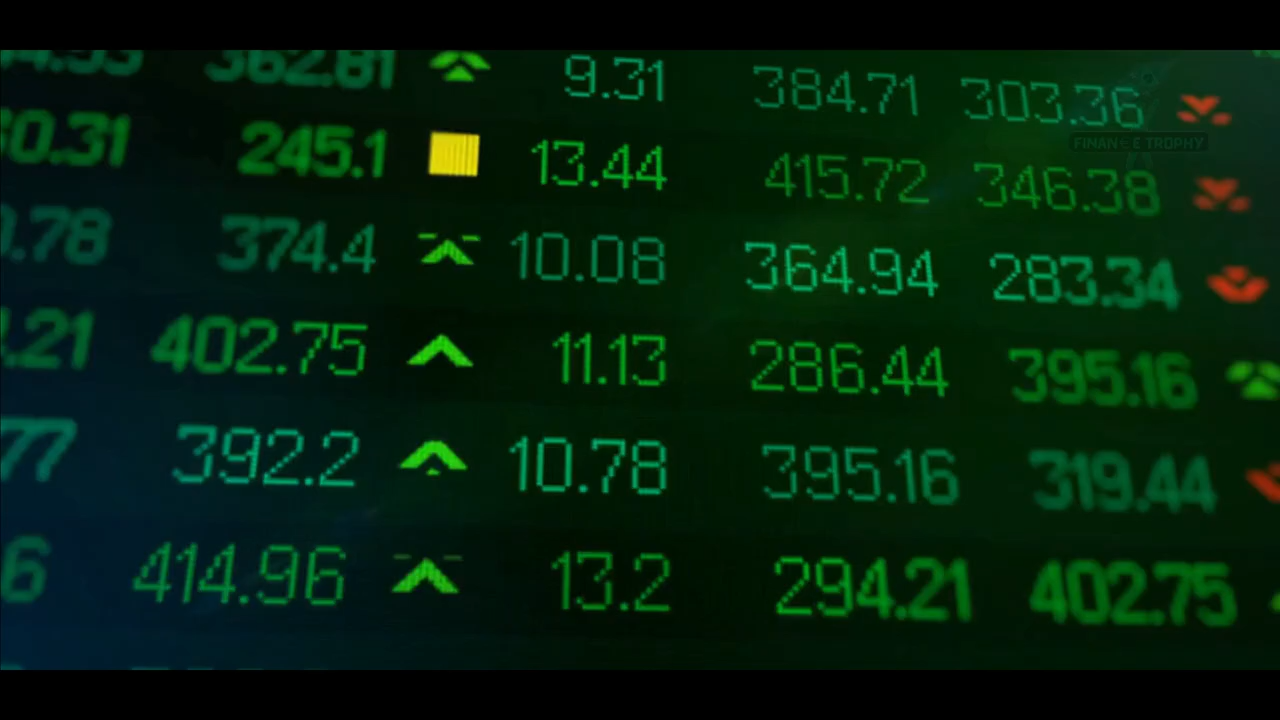 362.81 9.31 384.71 303.36
FINANCE TROPHY
245.1 13.44 415.72 346.38
.78 374.4 10.08 364.94 283.34
.21 402.75 11.13 286.44 395.16
77 392.2 10.78 395.16 319.44
6 414.96 13.2 294.21 402.75